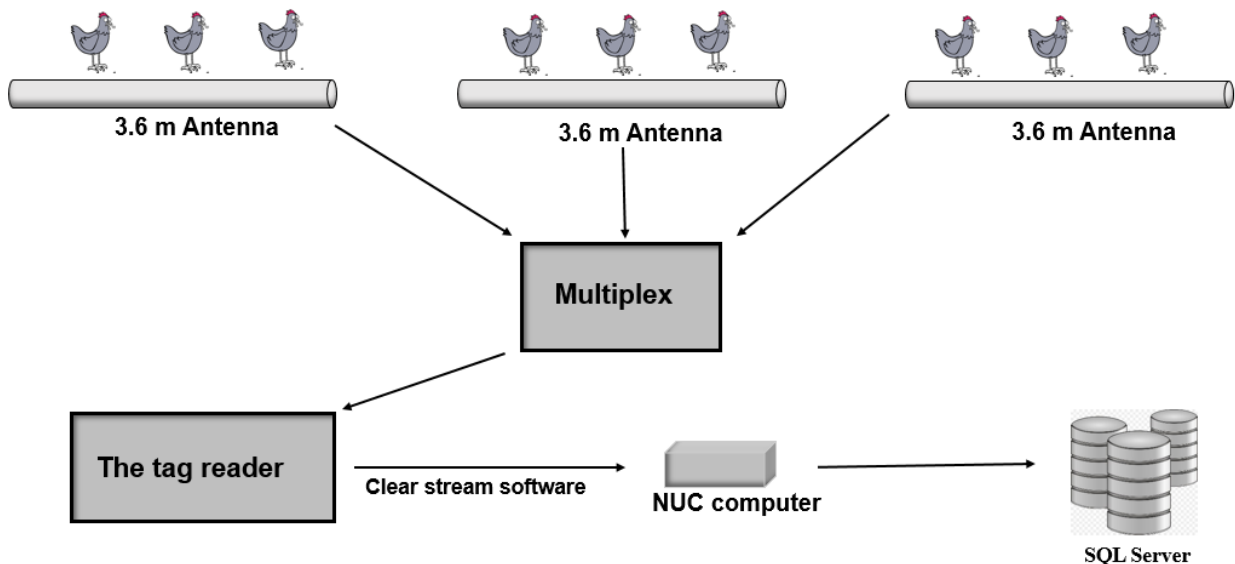 3.6 m Antenna
3.6 m Antenna
3.6 m Antenna
Multiplex
The tag reader
Clear stream software
NUC computer
SQL Server